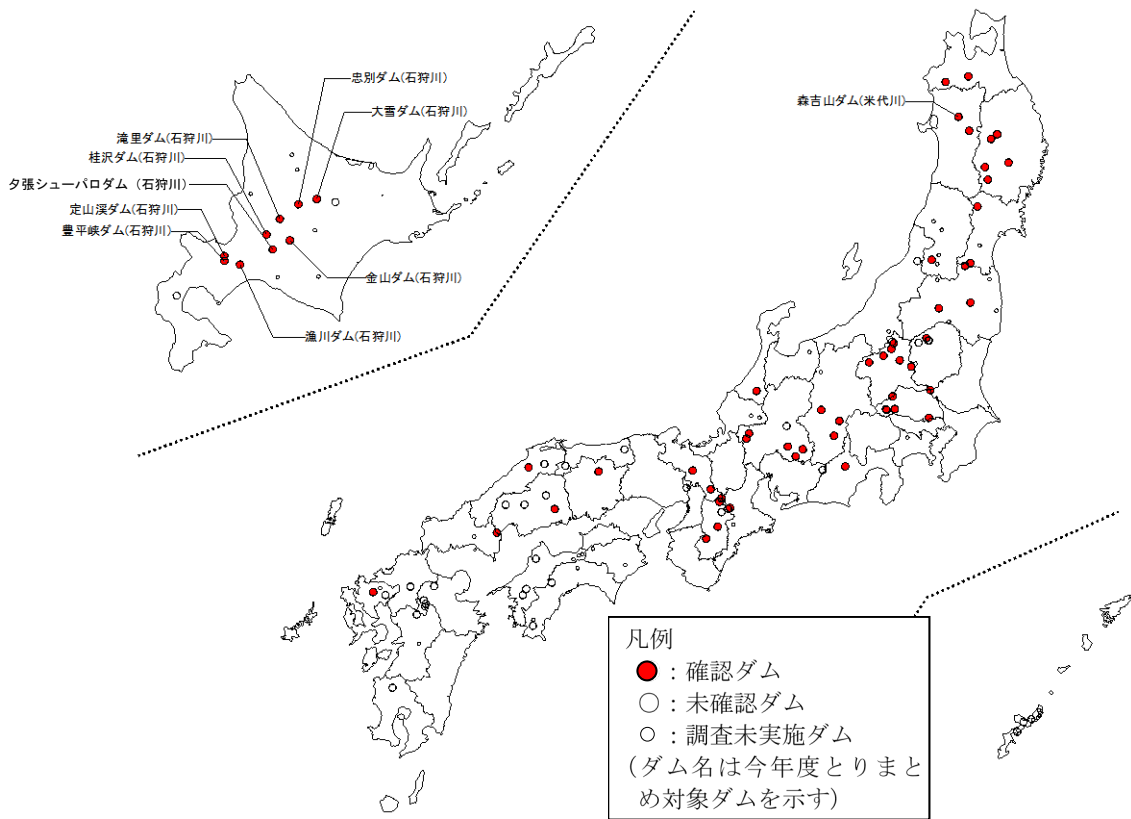 忠別ダム(石狩川)
大雪ダム(石狩川)
滝里ダム(石狩川)
桂沢ダム(石狩川)
夕張シューパロダム（石狩川）
定山渓ダム(石狩川)
豊平峡ダム(石狩川)
金山ダム(石狩川)
漁川ダム(石狩川)
森吉山ダム(米代川)
凡例
：確認ダム
：未確認ダム
：調査未実施ダム
(ダム名は今年度とりまと
め対象ダムを示す)